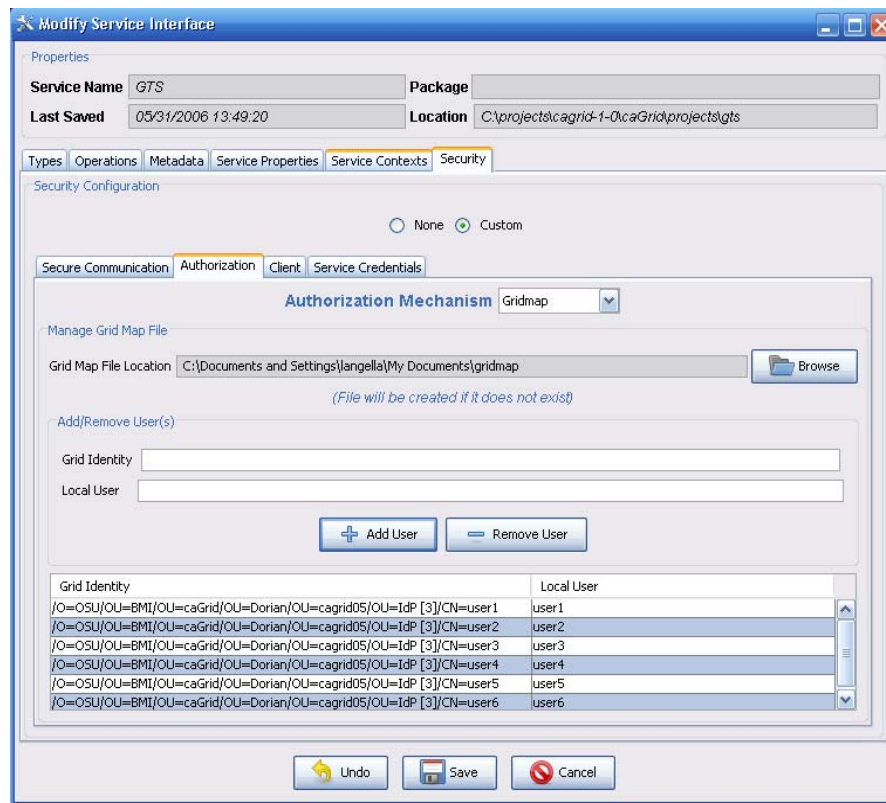 Modify Service Interface
Properties
Service Name GTS Package
Last Saved 05/31/2006 13:49:20 Location C:\projects\cagrid-1-0\caGrid\projects\gts
Types Operations Metadata Service Properties Service Contexts Security
Security Configuration
None Custom
Secure Communication Authorization Client Service Credentials
Authorization Mechanism Gridmap
Manage Grid Map File
Grid Map File Location C:\Documents and Settings\langella\My Documents\gridmap Browse
(File will be created if it does not exist)
Add/Remove User(s)
Grid Identity
Local User
Add User Remove User
Grid Identity Local User
/O=OSU/OU=BMI/OU=caGrid/OU=Dorian/OU=cagrid05/OU=IdP [3]/CN=user1 user1
/O=OSU/OU=BMI/OU=caGrid/OU=Dorian/OU=cagrid05/OU=IdP [3]/CN=user2 user2
/O=OSU/OU=BMI/OU=caGrid/OU=Dorian/OU=cagrid05/OU=IdP [3]/CN=user3 user3
/O=OSU/OU=BMI/OU=caGrid/OU=Dorian/OU=cagrid05/OU=IdP [3]/CN=user4 user4
/O=OSU/OU=BMI/OU=caGrid/OU=Dorian/OU=cagrid05/OU=IdP [3]/CN=user5 user5
/O=OSU/OU=BMI/OU=caGrid/OU=Dorian/OU=cagrid05/OU=IdP [3]/CN=user6 user6
Undo Save Cancel